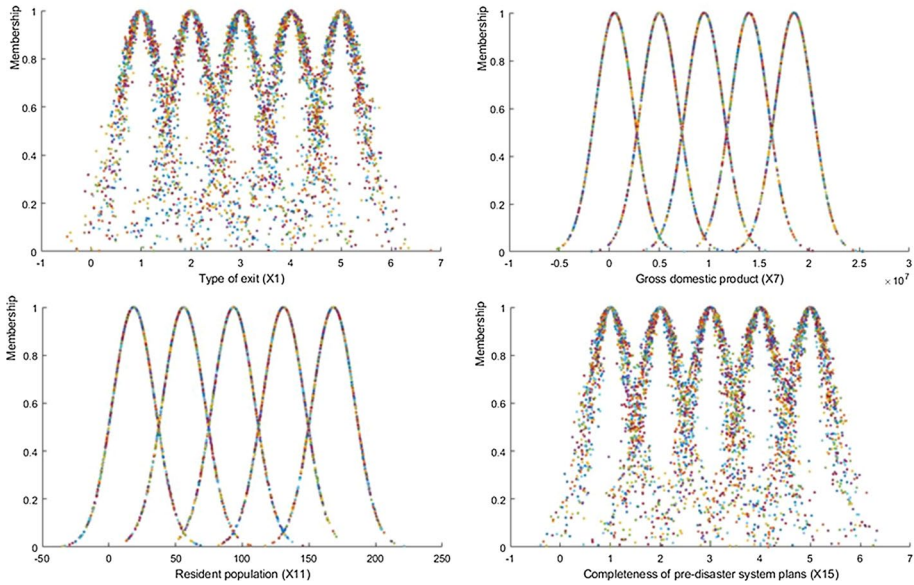 Membership
1
0.8
0.6
0.4
0.2
0
-1 0 1 2 3 4 5 6 7
Type of exit (X1)
Membership
1
0.8
0.6
0.4
0.2
0
-1 -0.5 0 0.5 1 1.5 2 2.5 3
Gross domestic product (X7)
×10⁷
Membership
1
0.8
0.6
0.4
0.2
0
-50 0 50 100 150 200 250
Resident population (X11)
Membership
1
0.8
0.6
0.4
0.2
0
-1 0 1 2 3 4 5 6 7
Completeness of pre-disaster system plans (X15)